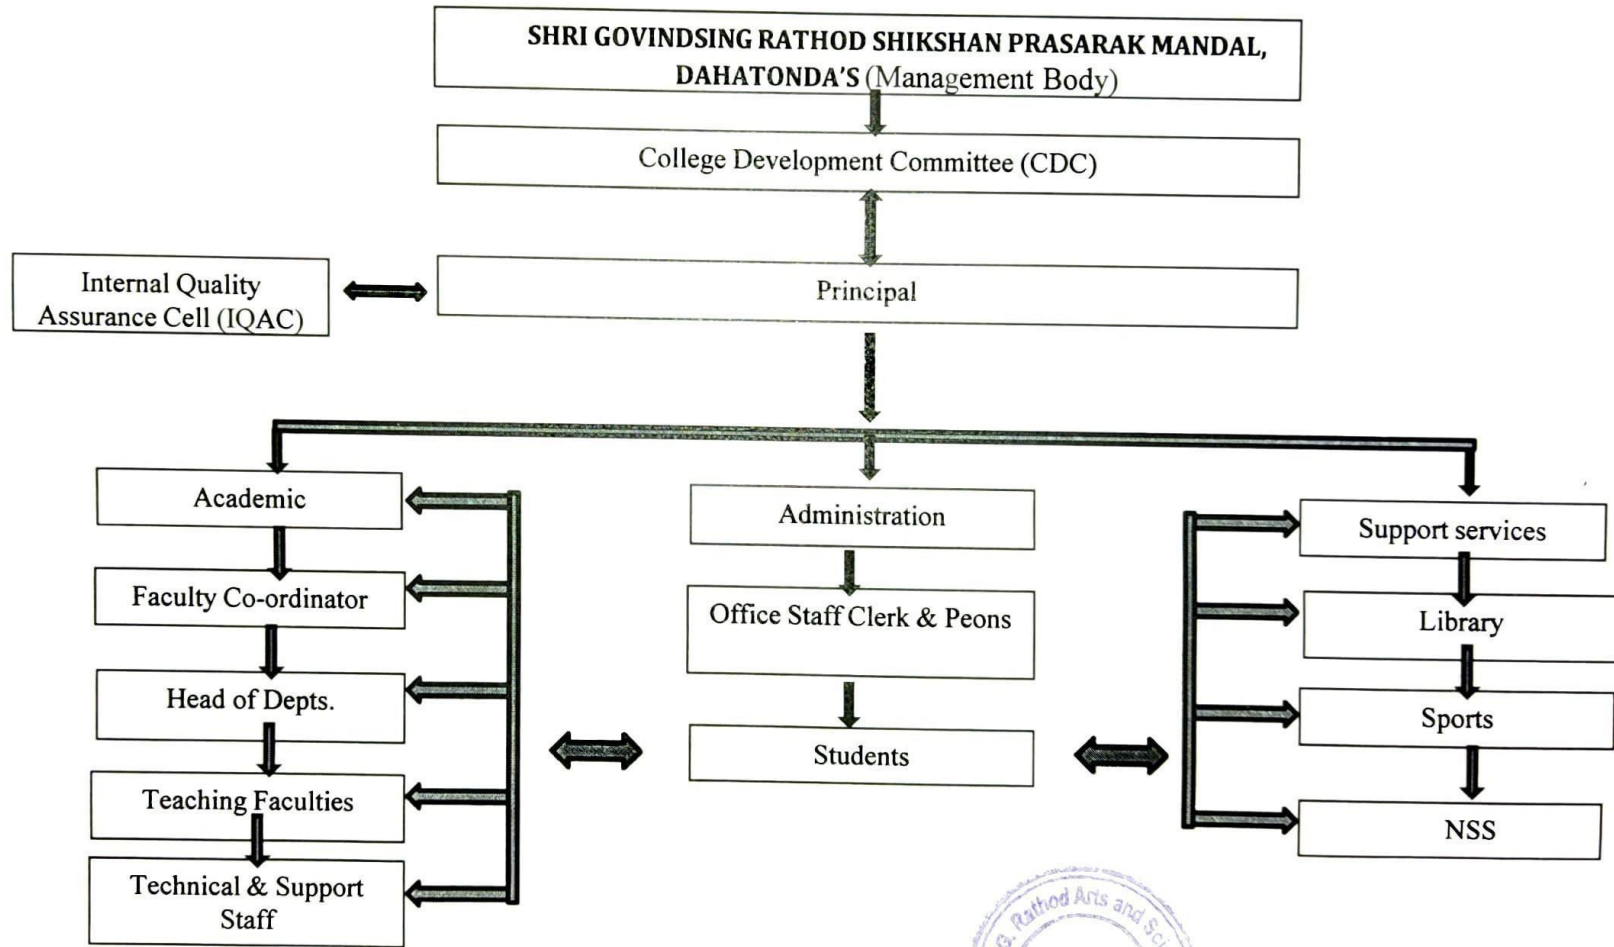 SHRI GOVINDSING RATHOD SHIKSHAN PRASARAK MANDAL,
DAHATONDA'S (Management Body)
College Development Committee (CDC)
Internal Quality
Assurance Cell (IQAC)
Principal
Academic
Administration
Support services
Faculty Co-ordinator
Office Staff Clerk & Peons
Library
Head of Depts.
Sports
Students
Teaching Faculties
NSS
Technical & Support
Staff
G. Rathod Arts and